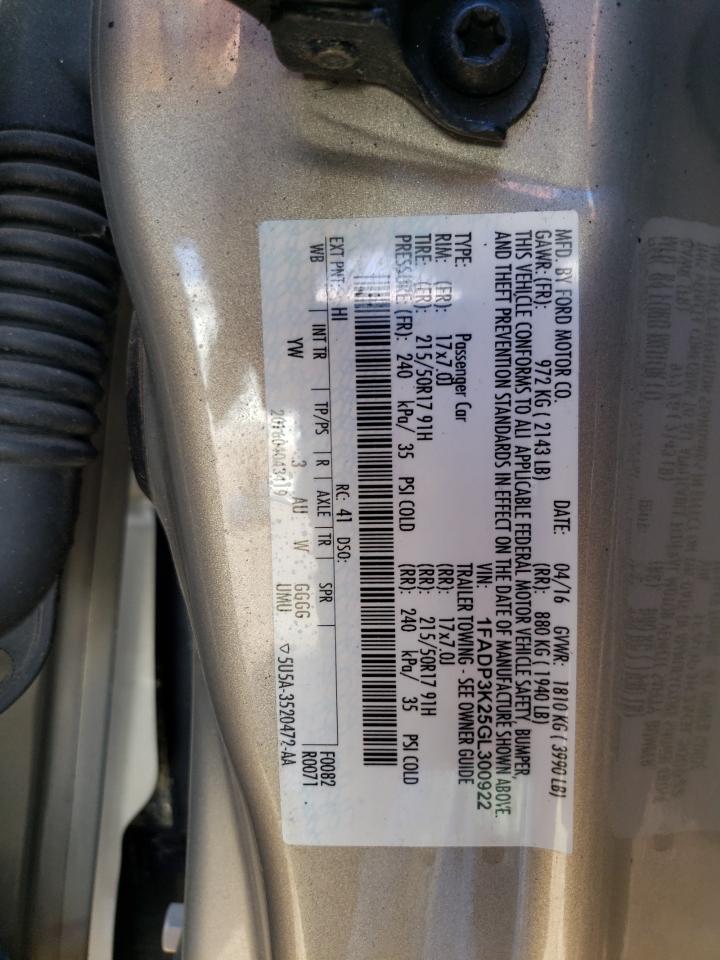 MFD. BY FORD MOTOR CO.
DATE: 04/16 GVWR: 1810 KG ( 3990 LB)
GAWR: (FR): 972 KG ( 2143 LB) (RR): 880 KG ( 1940 LB)
THIS VEHICLE CONFORMS TO ALL APPLICABLE FEDERAL MOTOR VEHICLE SAFETY, BUMPER,
AND THEFT PREVENTION STANDARDS IN EFFECT ON THE DATE OF MANUFACTURE SHOWN ABOVE.
VIN: 1FADP3K25GL300922
TYPE: Passenger Car TRAILER TOWING - SEE OWNER GUIDE
RIM: (FR): 17x7.0J (RR): 17x7.0J
TIRE: (FR): 215/50R17 91H (RR): 215/50R17 91H
PRESSURE (FR): 240 kPa/ 35 PSI COLD (RR): 240 kPa/ 35 PSI COLD
EXT PNT: HI RC: 41 DSO: F0082
WB INT TR TP/PS R AXLE TR SPR R0071
YW 3 AU W GGGG
UMU
▽5U5A-3520472-AA